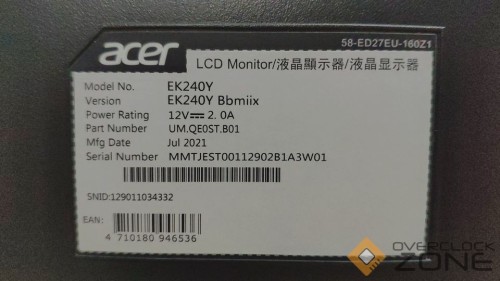 58-ED27EU-160Z1
acer
LCD Monitor/液晶顯示器/液晶显示器
Model No. EK240Y
Version EK240Y Bbmiix
Power Rating 12V⎓2.0A
Part Number UM.QE0ST.B01
Mfg Date Jul 2021
Serial Number MMTJEST00112902B1A3W01
SNID:129011034332
EAN:
4 710180 946536
OVERCLOCK
ZONE